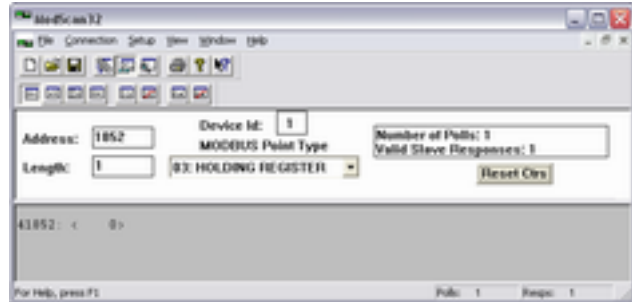 ModScan32
File Connection Setup View Window Help
Address: 1052
Device Id: 1
MODBUS Point Type
Length: 1
03: HOLDING REGISTER
Number of Polls: 1
Valid Slave Responses: 1
Reset Ctrs
41052: < 0>
For Help, press F1
Polls: 1
Resps: 1